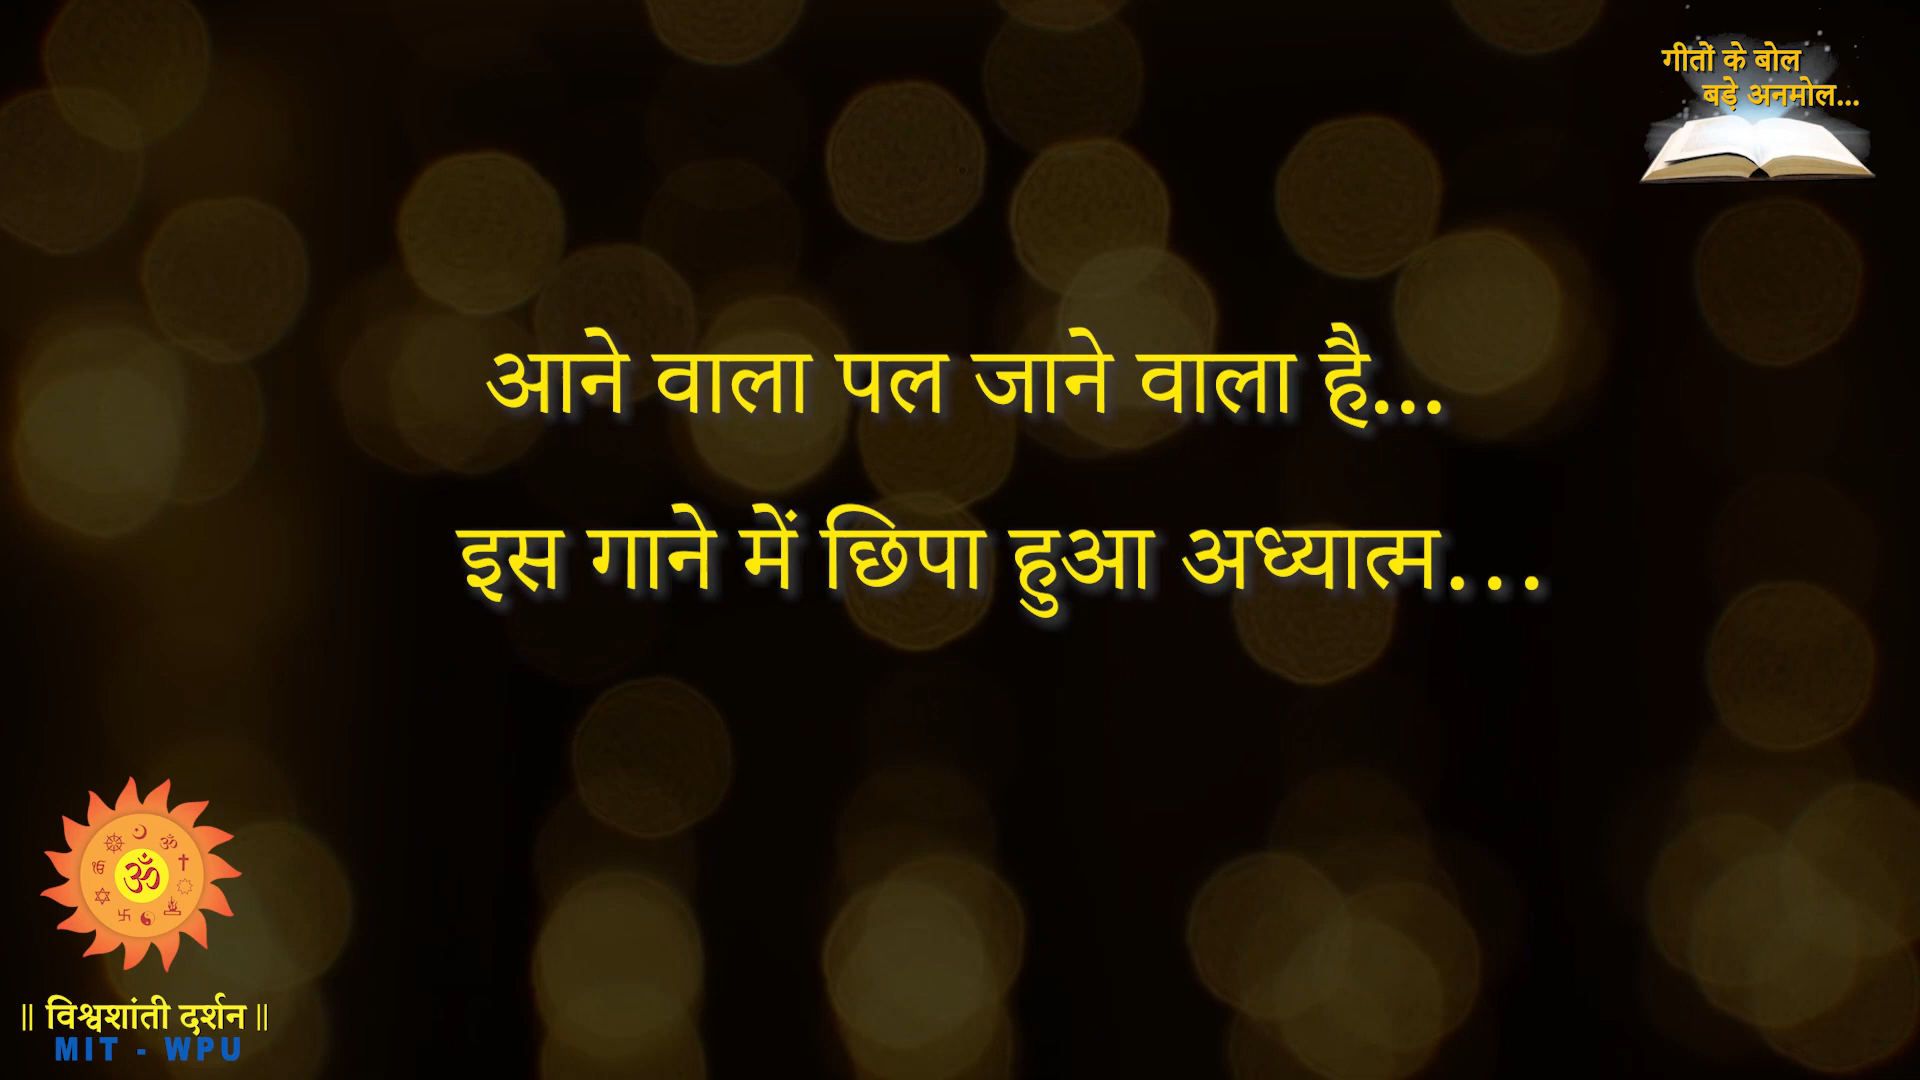 गीतों के बोल
बड़े अनमोल...
आने वाला पल जाने वाला है...
इस गाने में छिपा हुआ अध्यात्म...
ॐ
॥ विश्वशांती दर्शन ॥
MIT - WPU